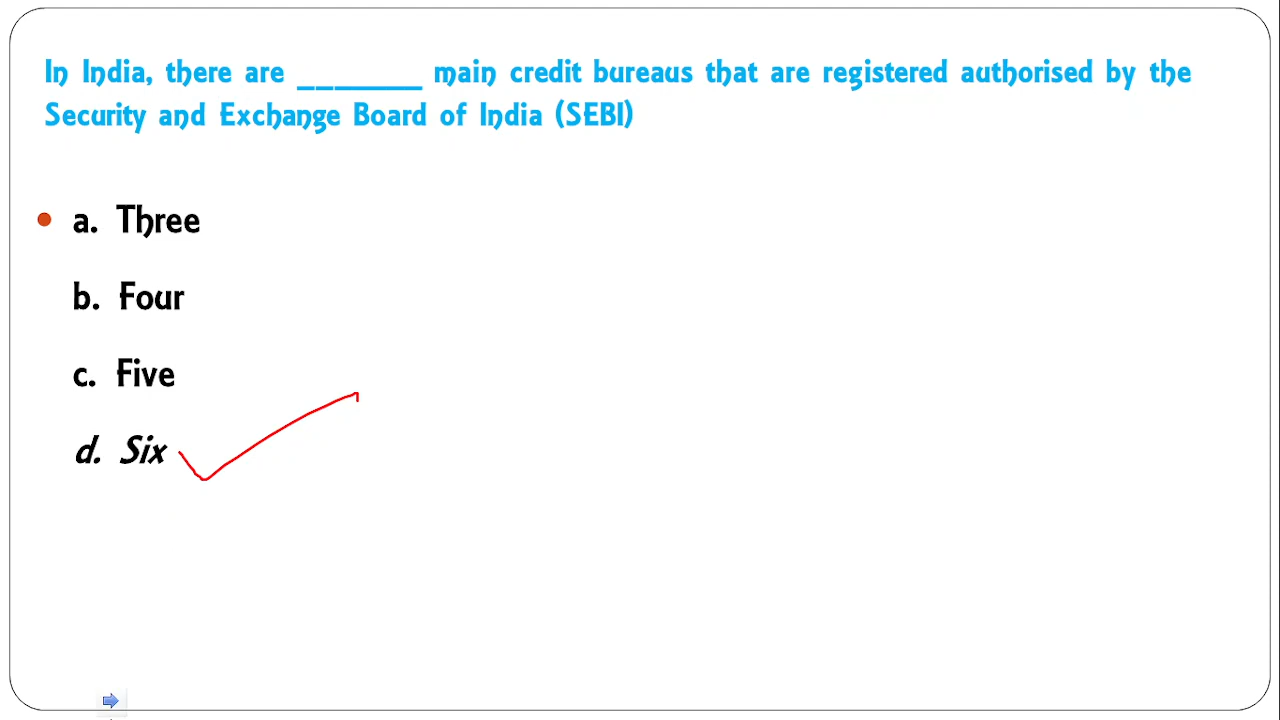 In India, there are _______ main credit bureaus that are registered authorised by the
Security and Exchange Board of India (SEBI)
a. Three
b. Four
c. Five
d. Six